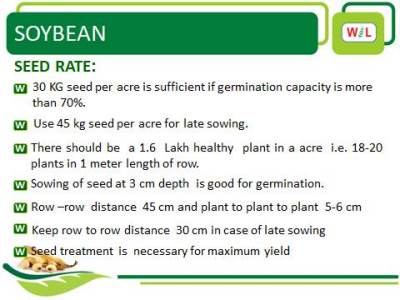 SOYBEAN
WIL
SEED RATE:
30 KG seed per acre is sufficient if germination capacity is more
than 70%.
Use 45 kg seed per acre for late sowing.
There should be a 1.6 Lakh healthy plant in a acre i.e. 18-20
plants in 1 meter length of row.
Sowing of seed at 3 cm depth is good for germination.
Row –row distance 45 cm and plant to plant to plant 5-6 cm
Keep row to row distance 30 cm in case of late sowing
Seed treatment is necessary for maximum yield